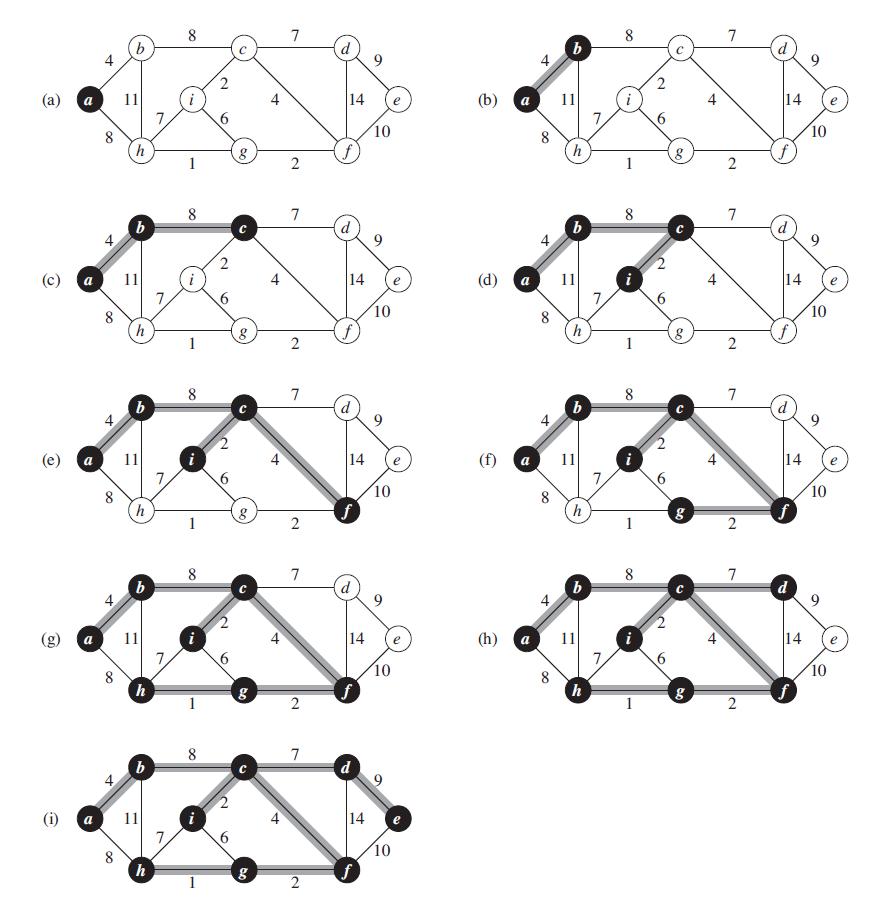 8 7
4 b c d 9
2
(a) a 11 i 4 14 e
7 6
8 10
h g f
1 2
8 7
4 b c d 9
2
(b) a 11 i 4 14 e
7 6
8 10
h g f
1 2
8 7
4 b c d 9
2
(c) a 11 i 4 14 e
7 6
8 10
h g f
1 2
8 7
4 b c d 9
2
(d) a 11 i 4 14 e
7 6
8 10
h g f
1 2
8 7
4 b c d 9
2
(e) a 11 i 4 14 e
7 6
8 10
h g f
1 2
8 7
4 b c d 9
2
(f) a 11 i 4 14 e
7 6
8 10
h g f
1 2
8 7
4 b c d 9
2
(g) a 11 i 4 14 e
7 6
8 10
h g f
1 2
8 7
4 b c d 9
2
(h) a 11 i 4 14 e
7 6
8 10
h g f
1 2
8 7
4 b c d 9
2
(i) a 11 i 4 14 e
7 6
8 10
h g f
1 2